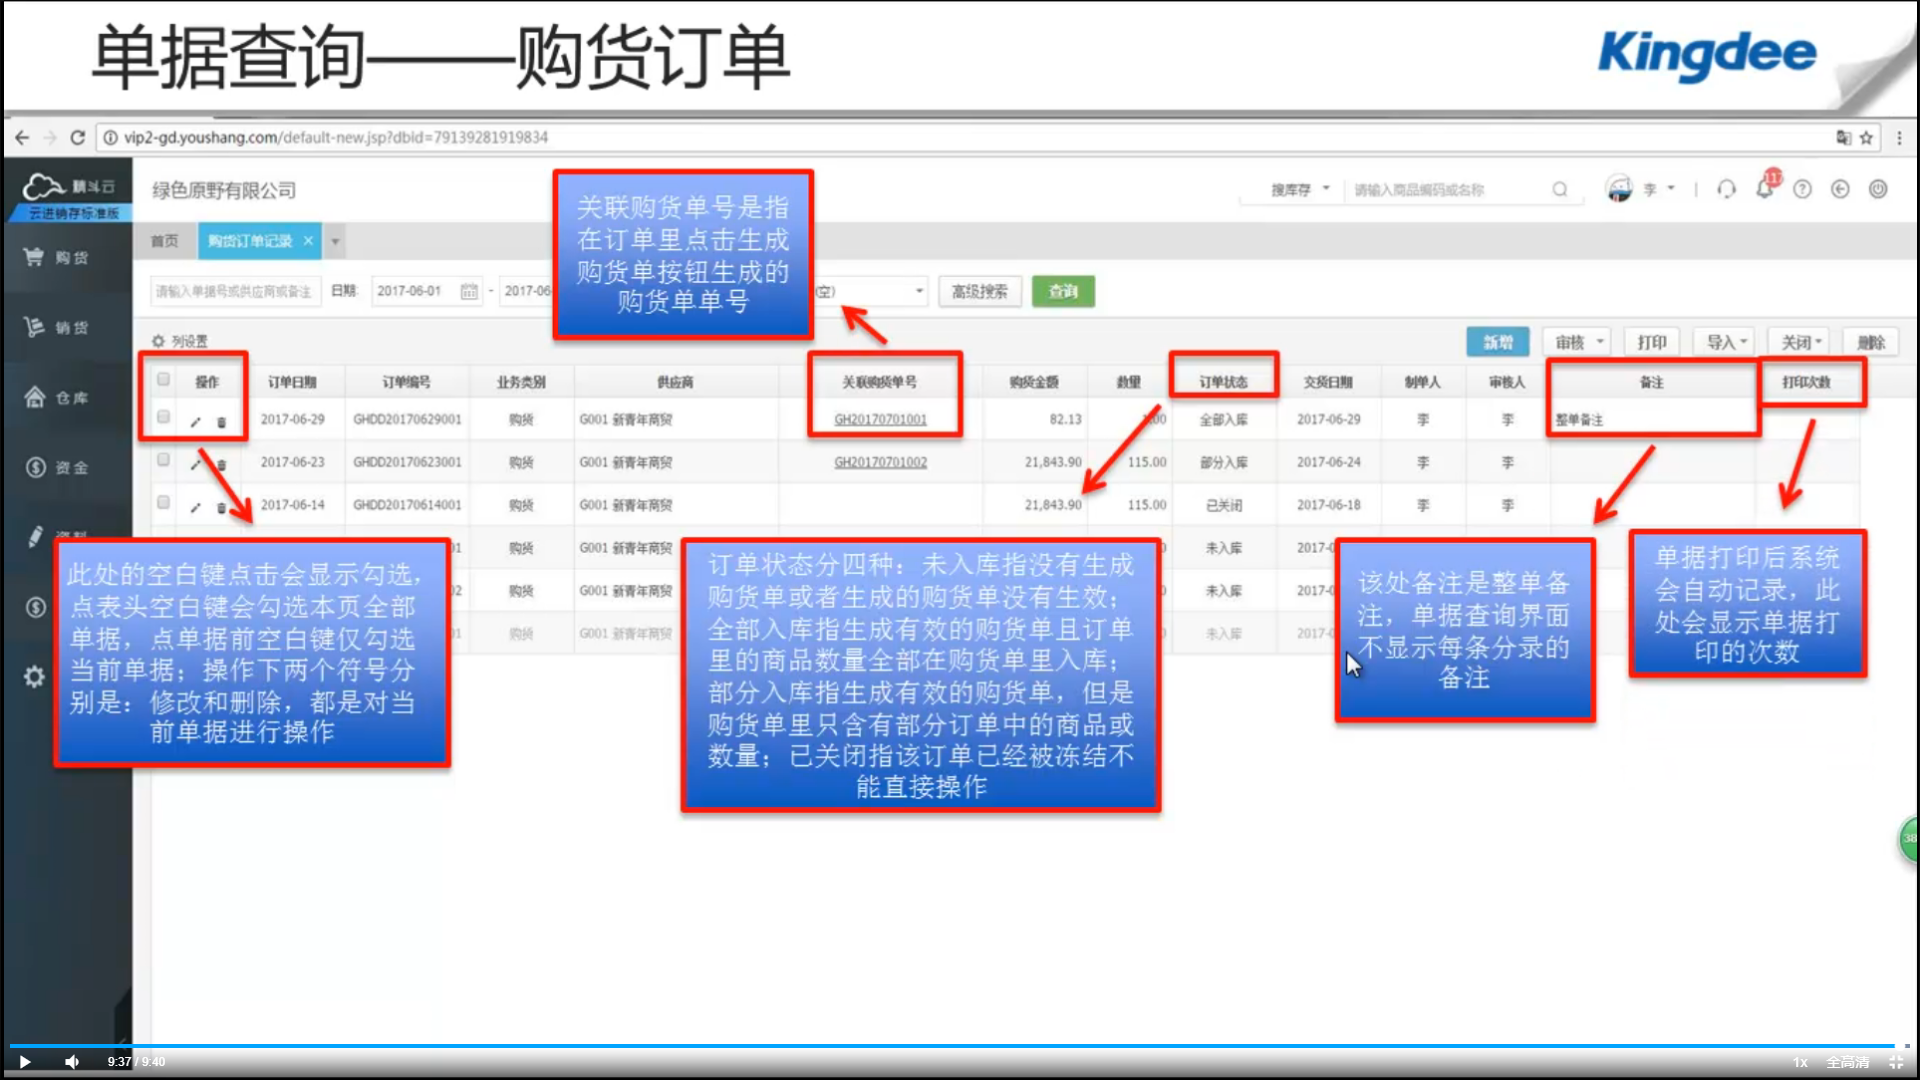 单据查询——购货订单
Kingdee
vip2-gd.youshang.com/default-new.jsp?dbid=79139281919834
精斗云
云进销存标准版
绿色原野有限公司
搜库存
请输入商品编码或名称
李
117
首页
购货订单记录
请输入单据号或供应商或备注
日期:
2017-06-01
-
2017-06
(空)
高级搜索
查询
列设置
新增
审核
打印
导入
关闭
删除
购货
销货
仓库
资金
资料
操作 订单日期 订单编号 业务类别 供应商 关联购货单号 购货金额 数量 订单状态 交货日期 制单人 审核人 备注 打印次数
2017-06-29 GHDD20170629001 购货 G001 新青年商贸 GH20170701001 82.13 .00 全部入库 2017-06-29 李 李 整单备注
2017-06-23 GHDD20170623001 购货 G001 新青年商贸 GH20170701002 21,843.90 115.00 部分入库 2017-06-24 李 李
2017-06-14 GHDD20170614001 购货 G001 新青年商贸 21,843.90 115.00 已关闭 2017-06-18 李 李
1 购货 G001 新青年商贸 0 未入库 2017-0
2 购货 G001 新青年商贸 0 未入库 2017-0
1 购货 G001 新青年商贸 0 未入库 2017-0
关联购货单号是指
在订单里点击生成
购货单按钮生成的
购货单单号
此处的空白键点击会显示勾选，
点表头空白键会勾选本页全部
单据，点单据前空白键仅勾选
当前单据；操作下两个符号分
别是：修改和删除，都是对当
前单据进行操作
订单状态分四种：未入库指没有生成
购货单或者生成的购货单没有生效；
全部入库指生成有效的购货单且订单
里的商品数量全部在购货单里入库；
部分入库指生成有效的购货单，但是
购货单里只含有部分订单中的商品或
数量；已关闭指该订单已经被冻结不
能直接操作
该处备注是整单备
注，单据查询界面
不显示每条分录的
备注
单据打印后系统
会自动记录，此
处会显示单据打
印的次数
38
9:37 / 9:40
1x
全高清